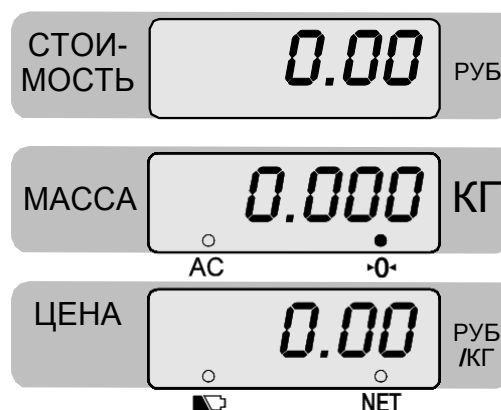 СТОИ-
МОСТЬ
0.00
РУБ
МАССА
0.000
КГ
AC
►0◄
ЦЕНА
0.00
РУБ
/КГ
NET